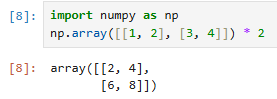 [8]: import numpy as np
np.array([[1, 2], [3, 4]]) * 2
[8]: array([[2, 4],
[6, 8]])